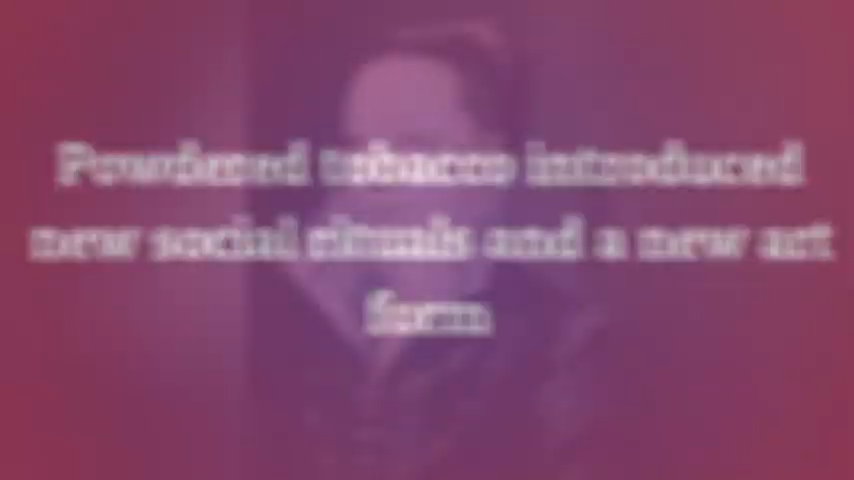 Powdered tobacco introduced
new social rituals and a new art
form